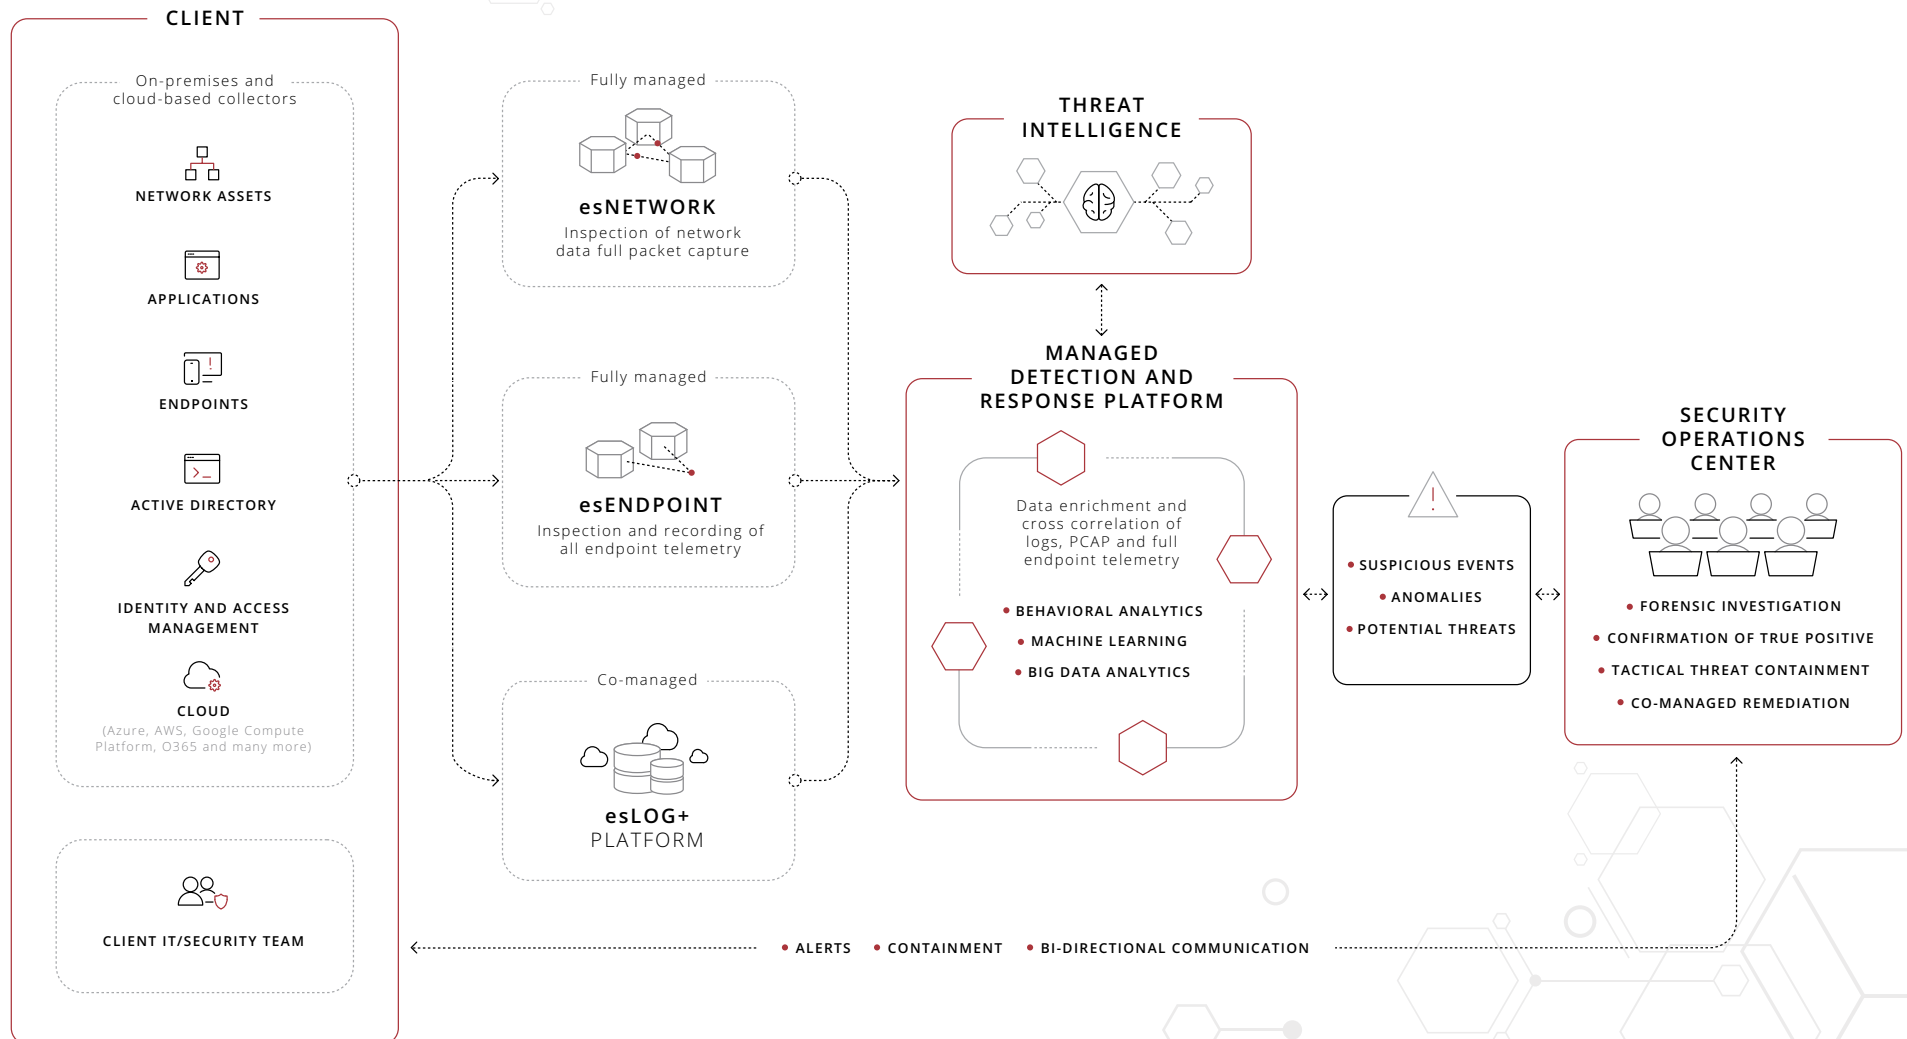 CLIENT
On-premises and
cloud-based collectors
NETWORK ASSETS
APPLICATIONS
ENDPOINTS
ACTIVE DIRECTORY
IDENTITY AND ACCESS
MANAGEMENT
CLOUD
(Azure, AWS, Google Compute
Platform, O365 and many more)
CLIENT IT/SECURITY TEAM
Fully managed
esNETWORK
Inspection of network
data full packet capture
Fully managed
esENDPOINT
Inspection and recording of
all endpoint telemetry
Co-managed
esLOG+
PLATFORM
THREAT
INTELLIGENCE
MANAGED
DETECTION AND
RESPONSE PLATFORM
Data enrichment and
cross correlation of
logs, PCAP and full
endpoint telemetry
• BEHAVIORAL ANALYTICS
• MACHINE LEARNING
• BIG DATA ANALYTICS
• SUSPICIOUS EVENTS
• ANOMALIES
• POTENTIAL THREATS
SECURITY
OPERATIONS
CENTER
• FORENSIC INVESTIGATION
• CONFIRMATION OF TRUE POSITIVE
• TACTICAL THREAT CONTAINMENT
• CO-MANAGED REMEDIATION
• ALERTS • CONTAINMENT • BI-DIRECTIONAL COMMUNICATION